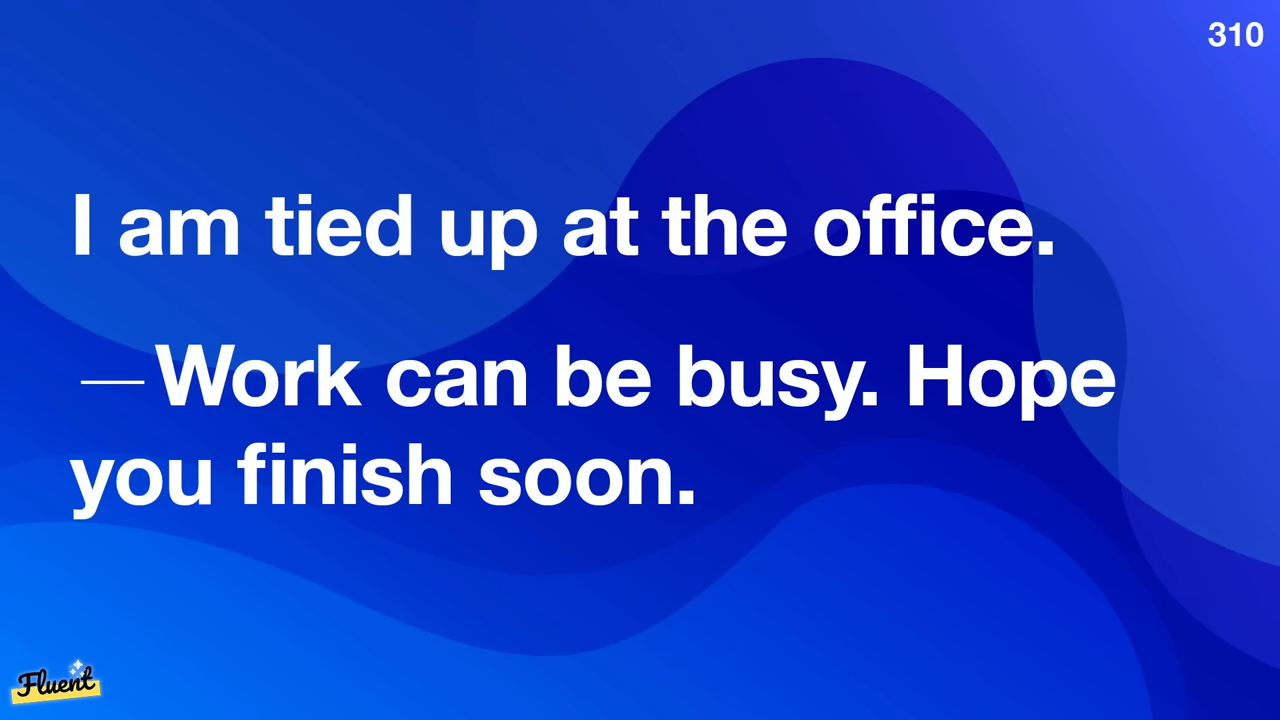 310
I am tied up at the office.
—Work can be busy. Hope
you finish soon.
Fluent